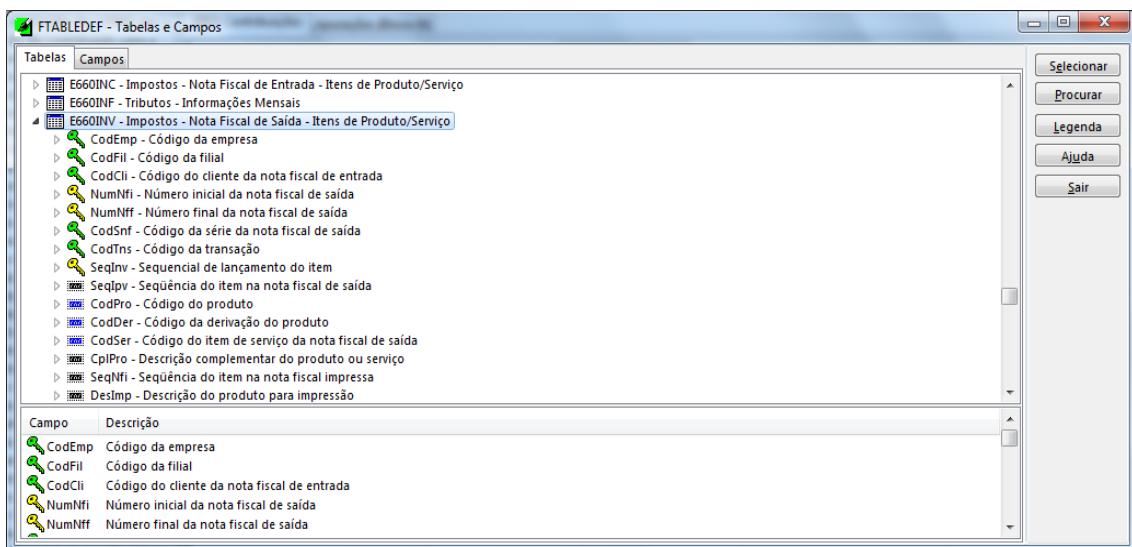 FTABLEDEF - Tabelas e Campos
Tabelas Campos
E660INC - Impostos - Nota Fiscal de Entrada - Itens de Produto/Serviço
E660INF - Tributos - Informações Mensais
E660INV - Impostos - Nota Fiscal de Saída - Itens de Produto/Serviço
CodEmp - Código da empresa
CodFil - Código da filial
CodCli - Código do cliente da nota fiscal de entrada
NumNfi - Número inicial da nota fiscal de saída
NumNff - Número final da nota fiscal de saída
CodSnf - Código da série da nota fiscal de saída
CodTns - Código da transação
SeqInv - Sequencial de lançamento do item
SeqIpv - Seqüência do item na nota fiscal de saída
CodPro - Código do produto
CodDer - Código da derivação do produto
CodSer - Código do item de serviço da nota fiscal de saída
CplPro - Descrição complementar do produto ou serviço
SeqNfi - Seqüência do item na nota fiscal impressa
DesImp - Descrição do produto para impressão
Campo Descrição
CodEmp Código da empresa
CodFil Código da filial
CodCli Código do cliente da nota fiscal de entrada
NumNfi Número inicial da nota fiscal de saída
NumNff Número final da nota fiscal de saída
Selecionar
Procurar
Legenda
Ajuda
Sair